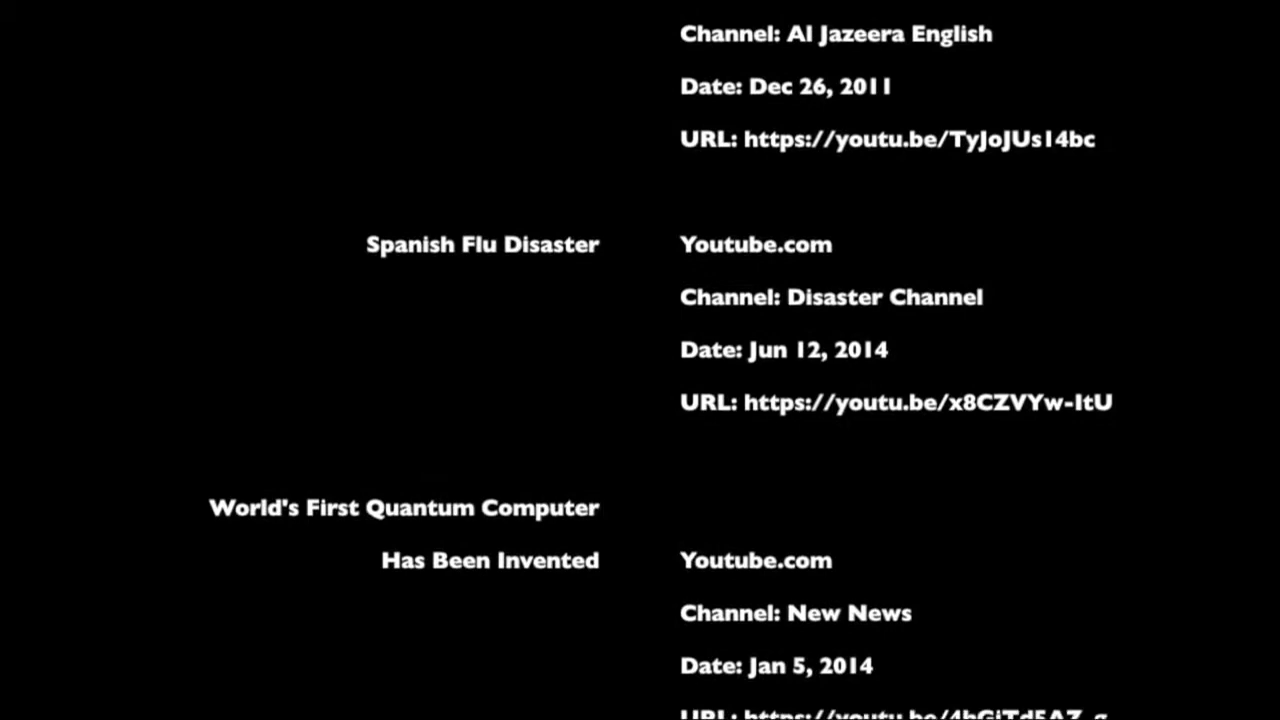 Channel: Al Jazeera English
Date: Dec 26, 2011
URL: https://youtu.be/TyJoJUs14bc
Spanish Flu Disaster Youtube.com
Channel: Disaster Channel
Date: Jun 12, 2014
URL: https://youtu.be/x8CZVYw-ItU
World's First Quantum Computer
Has Been Invented Youtube.com
Channel: New News
Date: Jan 5, 2014
URL: